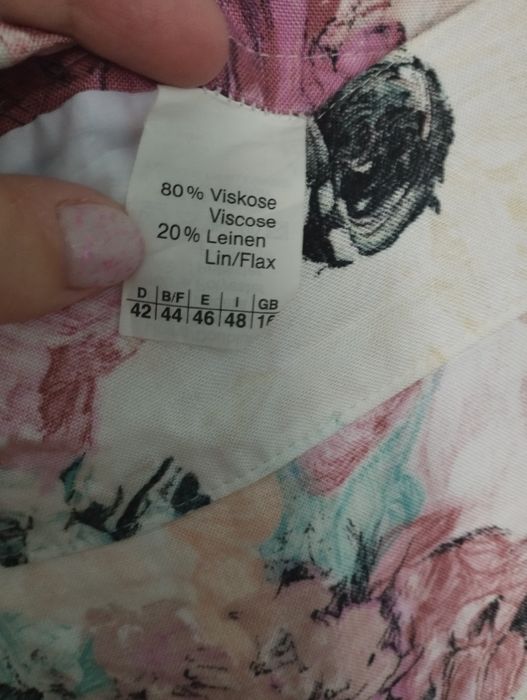 80% Viskose
Viscose
20% Leinen
Lin/Flax
D B/F E I GB
42 44 46 48